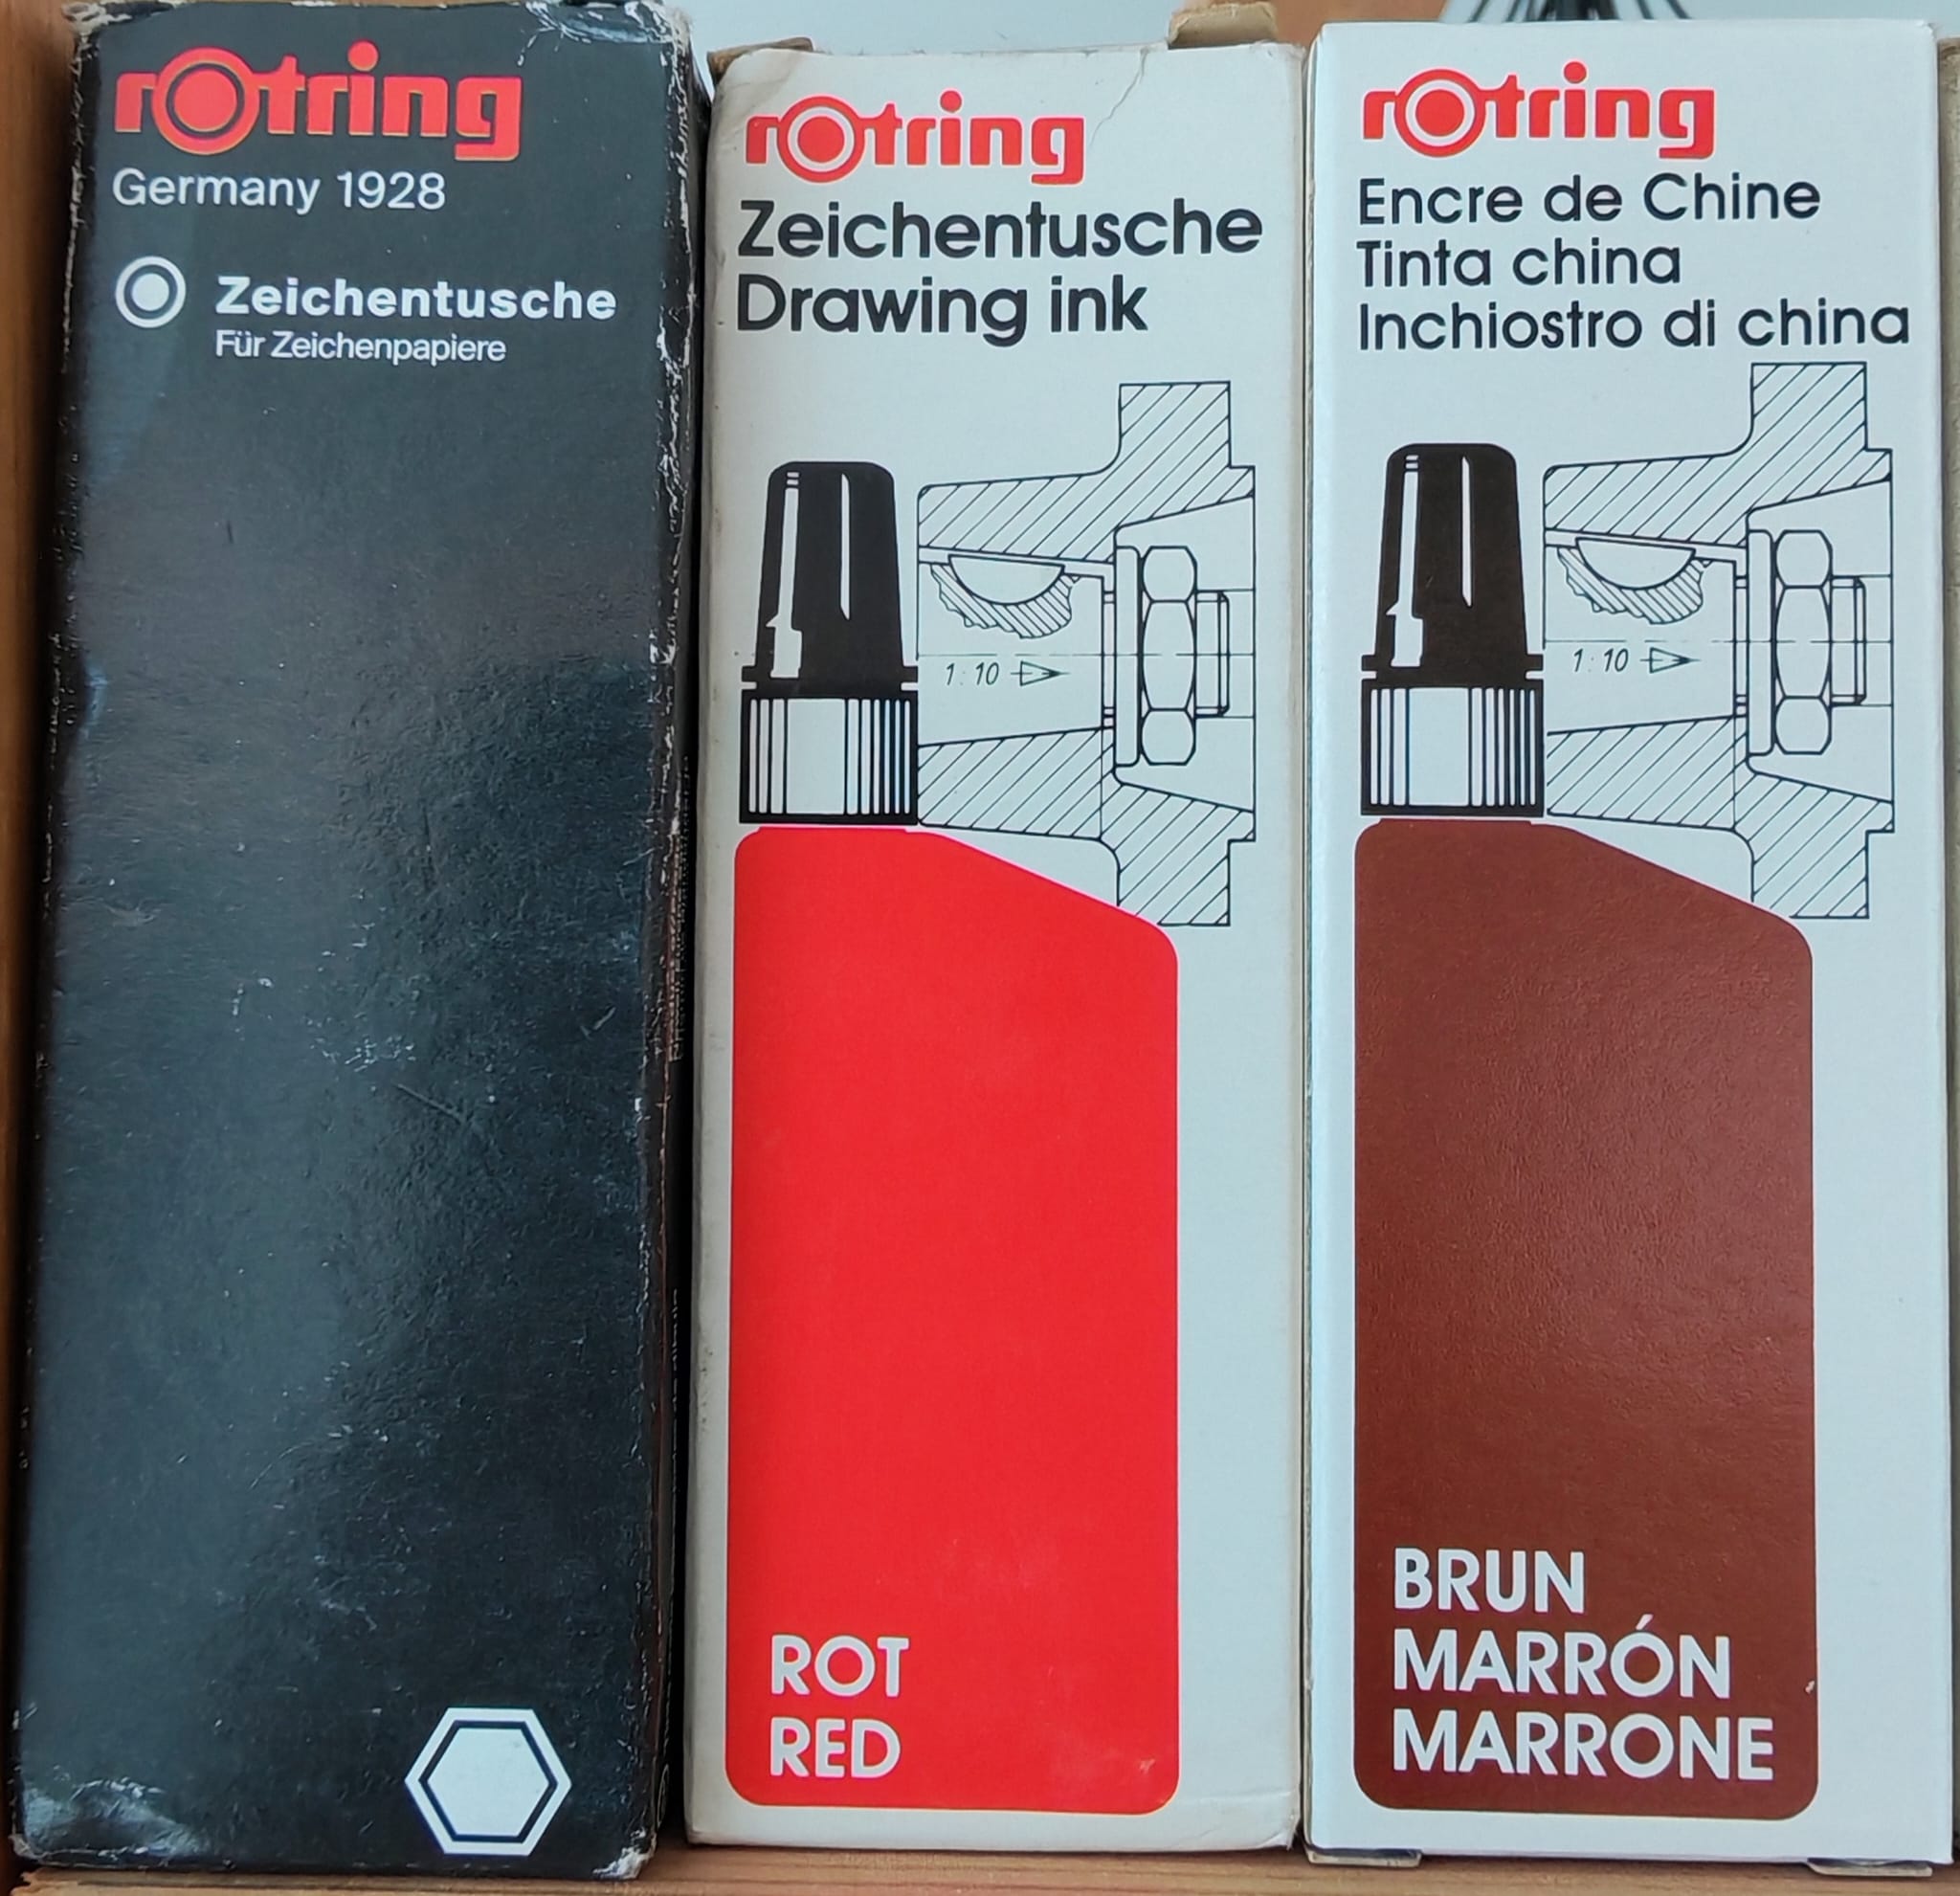 rotring
Germany 1928
Zeichentusche
Für Zeichenpapiere
rotring
Zeichentusche
Drawing ink
1:10
ROT
RED
rotring
Encre de Chine
Tinta china
Inchiostro di china
1:10
BRUN
MARRÓN
MARRONE